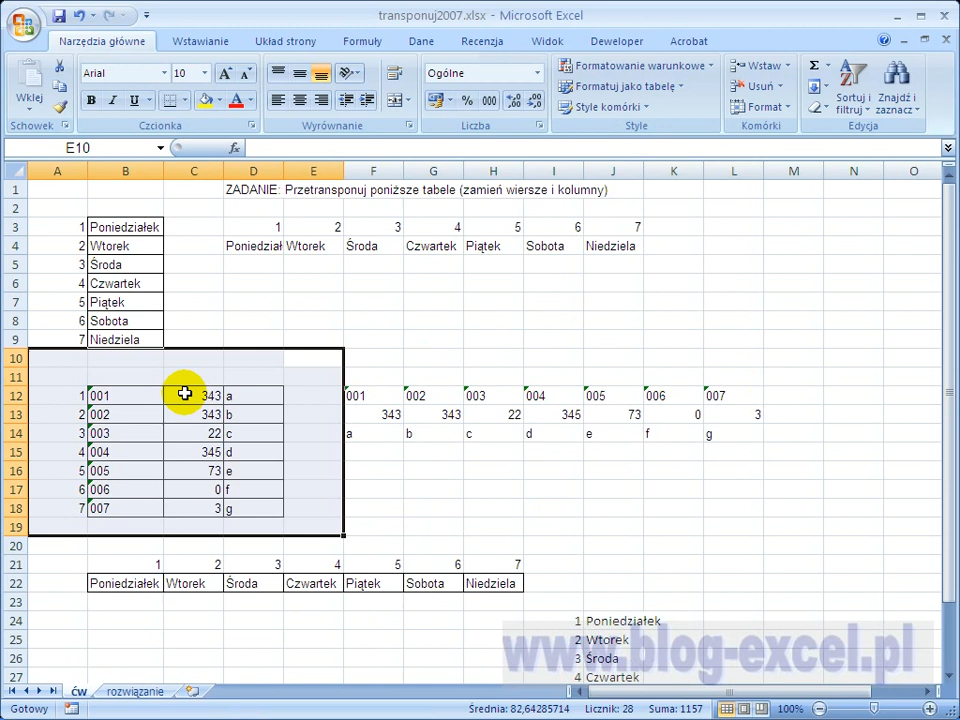 transponuj2007.xlsx - Microsoft Excel
Narzędzia główne Wstawianie Układ strony Formuły Dane Recenzja Widok Deweloper Acrobat
Wklej Arial 10 Ogólne Formatowanie warunkowe Wstaw Σ
B I U % 000 Formatuj jako tabelę Usuń Sortuj i filtruj Znajdź i zaznacz
Style komórki Format
Schowek Czcionka Wyrównanie Liczba Style Komórki Edycja
E10 fx
A B C D E F G H I J K L M N O
1 ZADANIE: Przetransponuj poniższe tabele (zamień wiersze i kolumny)
2
3 1 Poniedziałek 1 2 3 4 5 6 7
4 2 Wtorek Poniedział Wtorek Środa Czwartek Piątek Sobota Niedziela
5 3 Środa
6 4 Czwartek
7 5 Piątek
8 6 Sobota
9 7 Niedziela
10
11
12 1 001 343 a 001 002 003 004 005 006 007
13 2 002 343 b 343 343 22 345 73 0 3
14 3 003 22 c a b c d e f g
15 4 004 345 d
16 5 005 73 e
17 6 006 0 f
18 7 007 3 g
19
20
21 1 2 3 4 5 6 7
22 Poniedziałek Wtorek Środa Czwartek Piątek Sobota Niedziela
23
24 1 Poniedziałek
25 2 Wtorek
26 3 Środa
27 4 Czwartek
www.blog-excel.pl
ćw rozwiązanie
Gotowy Średnia: 82,64285714 Licznik: 28 Suma: 1157 100%